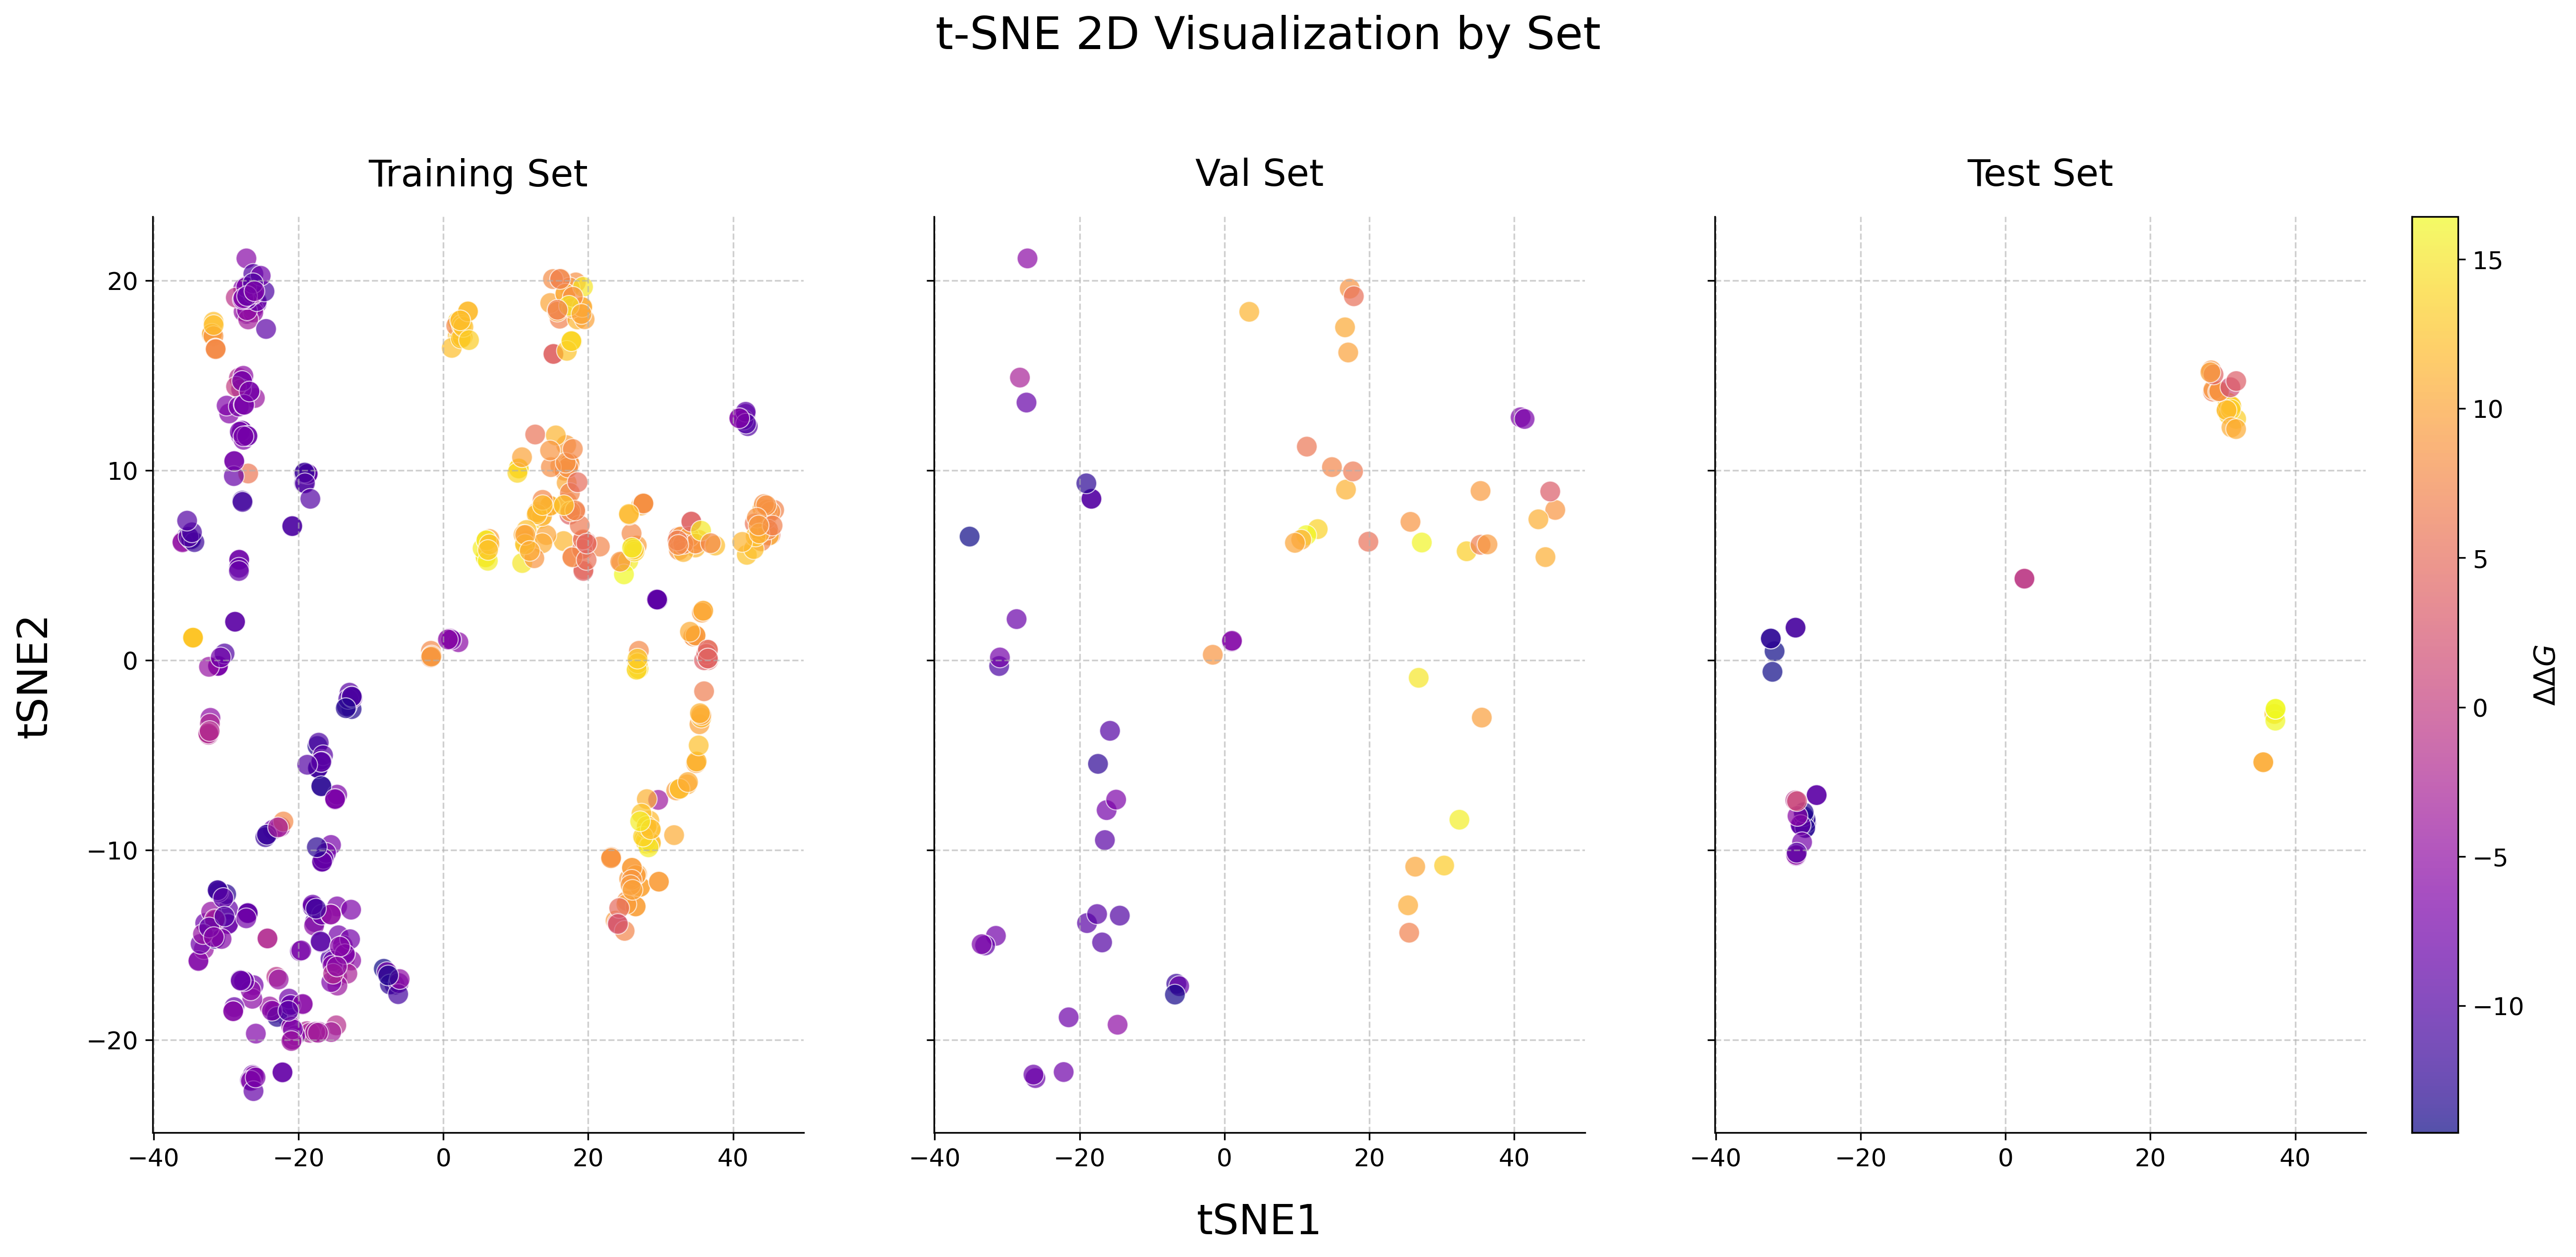 t-SNE 2D Visualization by Set
Training Set
Val Set
Test Set
20
10
0
−10
−20
tSNE2
−40 −20 0 20 40
−40 −20 0 20 40
−40 −20 0 20 40
tSNE1
15
10
5
0
−5
−10
ΔΔG